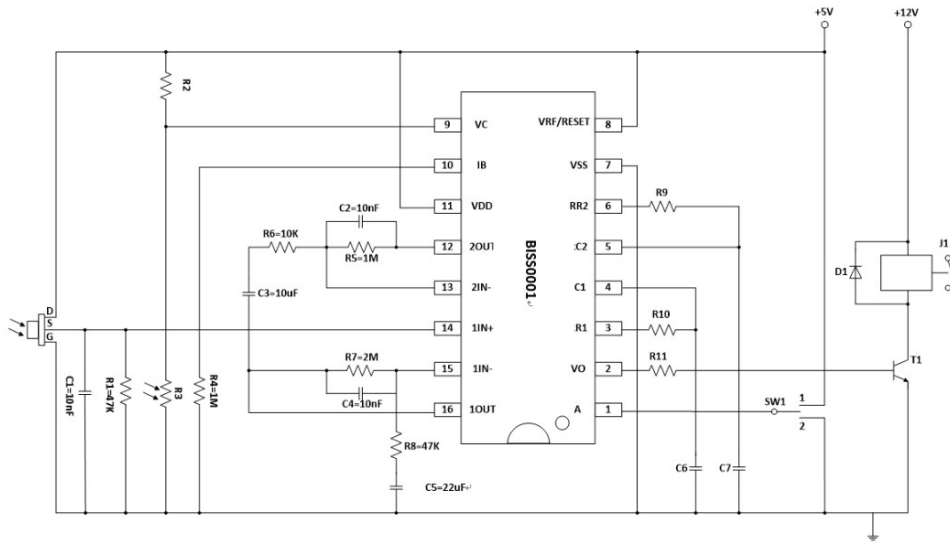 +5V
+12V
R2
9
VC
VRF/RESET
8
10
IB
VSS
7
11
VDD
RR2
6
R9
C2=10nF
R6=10K
R5=1M
12
2OUT
:C2
5
C3=10uF
13
2IN-
C1
4
BISS0001
D1
J1
D
S
G
14
1IN+
R1
3
R10
R7=2M
15
1IN-
VO
2
R11
T1
C4=10nF
16
1OUT
A
1
SW1
1
2
C1=10nF
R1=47K
R3
R4=1M
R8=47K
C5=22uF
C6
C7